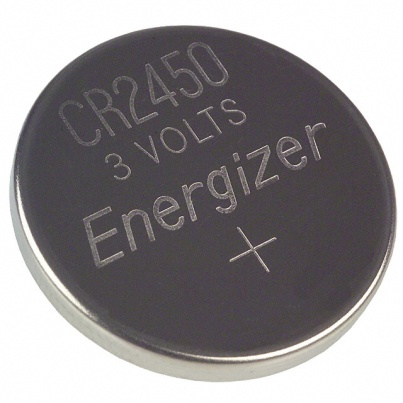 CR2450
3 VOLTS
Energizer
+